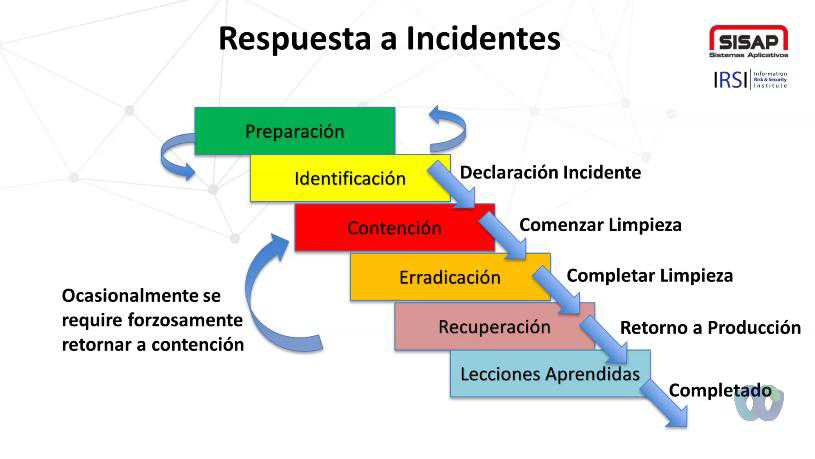 Respuesta a Incidentes
SISAP
Sistemas Aplicativos
IRSI
Information
Risk & Security
Institute
Preparación
Identificación
Declaración Incidente
Contención
Comenzar Limpieza
Erradicación
Completar Limpieza
Ocasionalmente se
require forzosamente
retornar a contención
Recuperación
Retorno a Producción
Lecciones Aprendidas
Completado